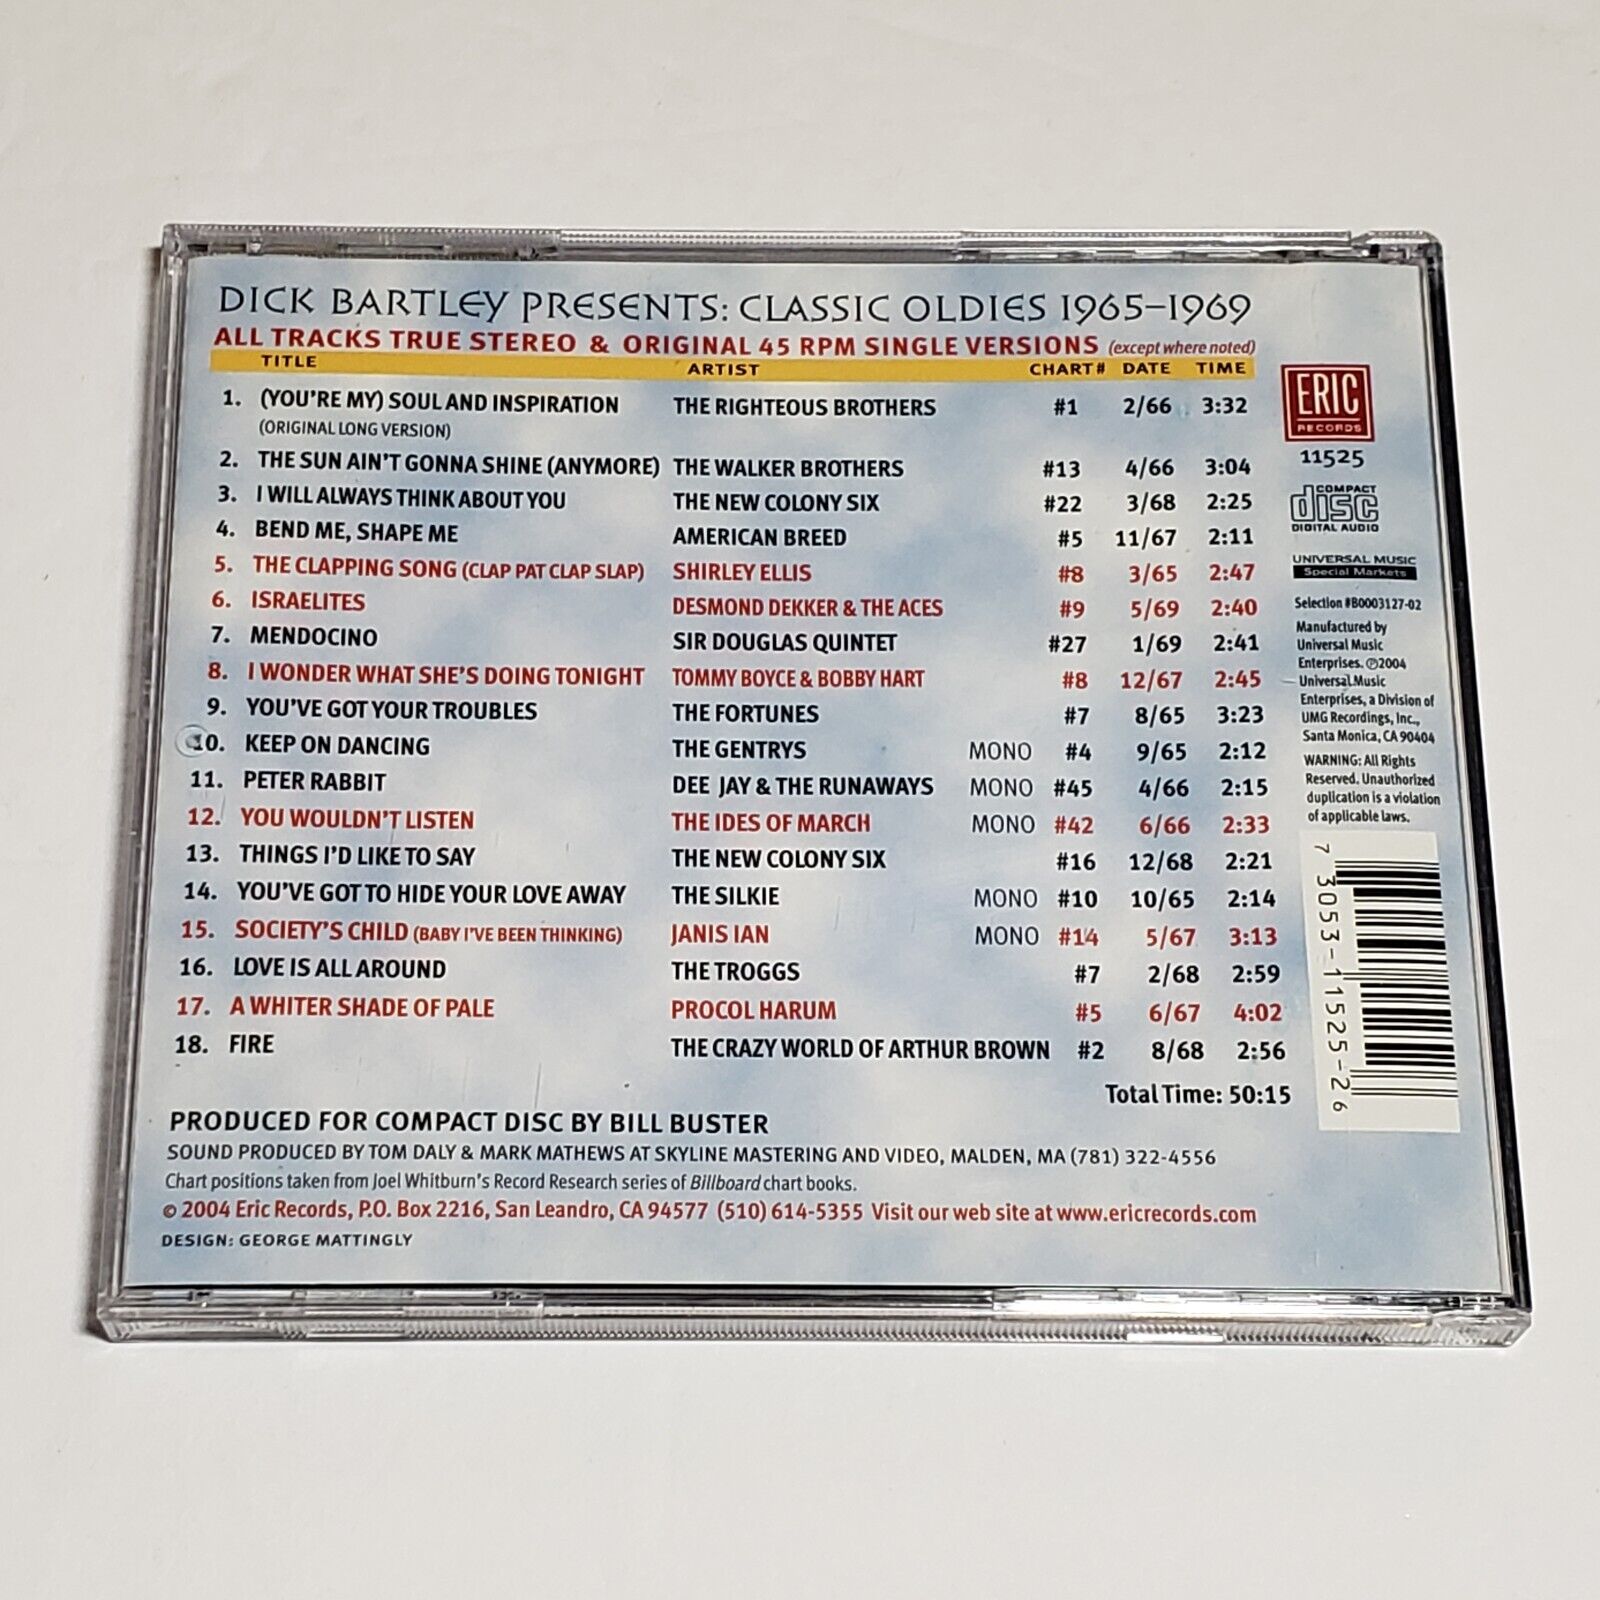 DICK BARTLEY PRESENTS: CLASSIC OLDIES 1965–1969
ALL TRACKS TRUE STEREO & ORIGINAL 45 RPM SINGLE VERSIONS (except where noted)
TITLE ARTIST CHART# DATE TIME
1. (YOU'RE MY) SOUL AND INSPIRATION THE RIGHTEOUS BROTHERS #1 2/66 3:32
(ORIGINAL LONG VERSION)
2. THE SUN AIN'T GONNA SHINE (ANYMORE) THE WALKER BROTHERS #13 4/66 3:04
3. I WILL ALWAYS THINK ABOUT YOU THE NEW COLONY SIX #22 3/68 2:25
4. BEND ME, SHAPE ME AMERICAN BREED #5 11/67 2:11
5. THE CLAPPING SONG (CLAP PAT CLAP SLAP) SHIRLEY ELLIS #8 3/65 2:47
6. ISRAELITES DESMOND DEKKER & THE ACES #9 5/69 2:40
7. MENDOCINO SIR DOUGLAS QUINTET #27 1/69 2:41
8. I WONDER WHAT SHE'S DOING TONIGHT TOMMY BOYCE & BOBBY HART #8 12/67 2:45
9. YOU'VE GOT YOUR TROUBLES THE FORTUNES #7 8/65 3:23
10. KEEP ON DANCING THE GENTRYS MONO #4 9/65 2:12
11. PETER RABBIT DEE JAY & THE RUNAWAYS MONO #45 4/66 2:15
12. YOU WOULDN'T LISTEN THE IDES OF MARCH MONO #42 6/66 2:33
13. THINGS I'D LIKE TO SAY THE NEW COLONY SIX #16 12/68 2:21
14. YOU'VE GOT TO HIDE YOUR LOVE AWAY THE SILKIE MONO #10 10/65 2:14
15. SOCIETY'S CHILD (BABY I'VE BEEN THINKING) JANIS IAN MONO #14 5/67 3:13
16. LOVE IS ALL AROUND THE TROGGS #7 2/68 2:59
17. A WHITER SHADE OF PALE PROCOL HARUM #5 6/67 4:02
18. FIRE THE CRAZY WORLD OF ARTHUR BROWN #2 8/68 2:56
Total Time: 50:15
PRODUCED FOR COMPACT DISC BY BILL BUSTER
SOUND PRODUCED BY TOM DALY & MARK MATHEWS AT SKYLINE MASTERING AND VIDEO, MALDEN, MA (781) 322-4556
Chart positions taken from Joel Whitburn's Record Research series of Billboard chart books.
© 2004 Eric Records, P.O. Box 2216, San Leandro, CA 94577 (510) 614-5355 Visit our web site at www.ericrecords.com
DESIGN: GEORGE MATTINGLY
ERIC
RECORDS
11525
COMPACT
disc
DIGITAL AUDIO
UNIVERSAL MUSIC
Special Markets
Selection #B0003127-02
Manufactured by
Universal Music
Enterprises. ℗2004
Universal Music
Enterprises, a Division of
UMG Recordings, Inc.,
Santa Monica, CA 90404
WARNING: All Rights
Reserved. Unauthorized
duplication is a violation
of applicable laws.
7 3053-11525-2 6